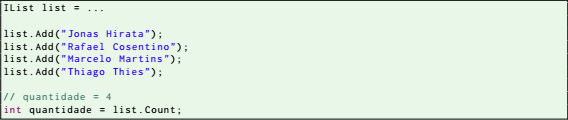 IList list = ...
list.Add("Jonas Hirata");
list.Add("Rafael Cosentino");
list.Add("Marcelo Martins");
list.Add("Thiago Thies");
// quantidade = 4
int quantidade = list.Count;